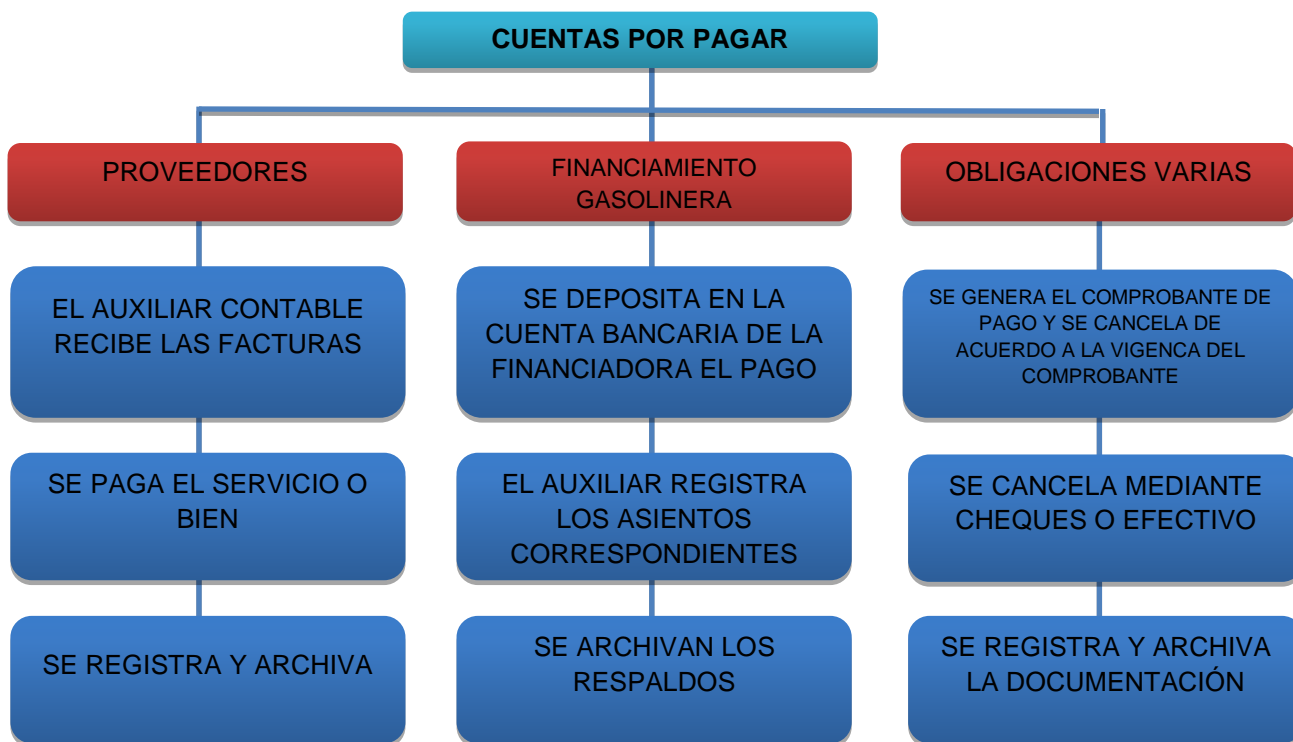 CUENTAS POR PAGAR
PROVEEDORES
EL AUXILIAR CONTABLE
RECIBE LAS FACTURAS
SE PAGA EL SERVICIO O
BIEN
SE REGISTRA Y ARCHIVA
FINANCIAMIENTO
GASOLINERA
SE DEPOSITA EN LA
CUENTA BANCARIA DE LA
FINANCIADORA EL PAGO
EL AUXILIAR REGISTRA
LOS ASIENTOS
CORRESPONDIENTES
SE ARCHIVAN LOS
RESPALDOS
OBLIGACIONES VARIAS
SE GENERA EL COMPROBANTE DE
PAGO Y SE CANCELA DE
ACUERDO A LA VIGENCA DEL
COMPROBANTE
SE CANCELA MEDIANTE
CHEQUES O EFECTIVO
SE REGISTRA Y ARCHIVA
LA DOCUMENTACIÓN